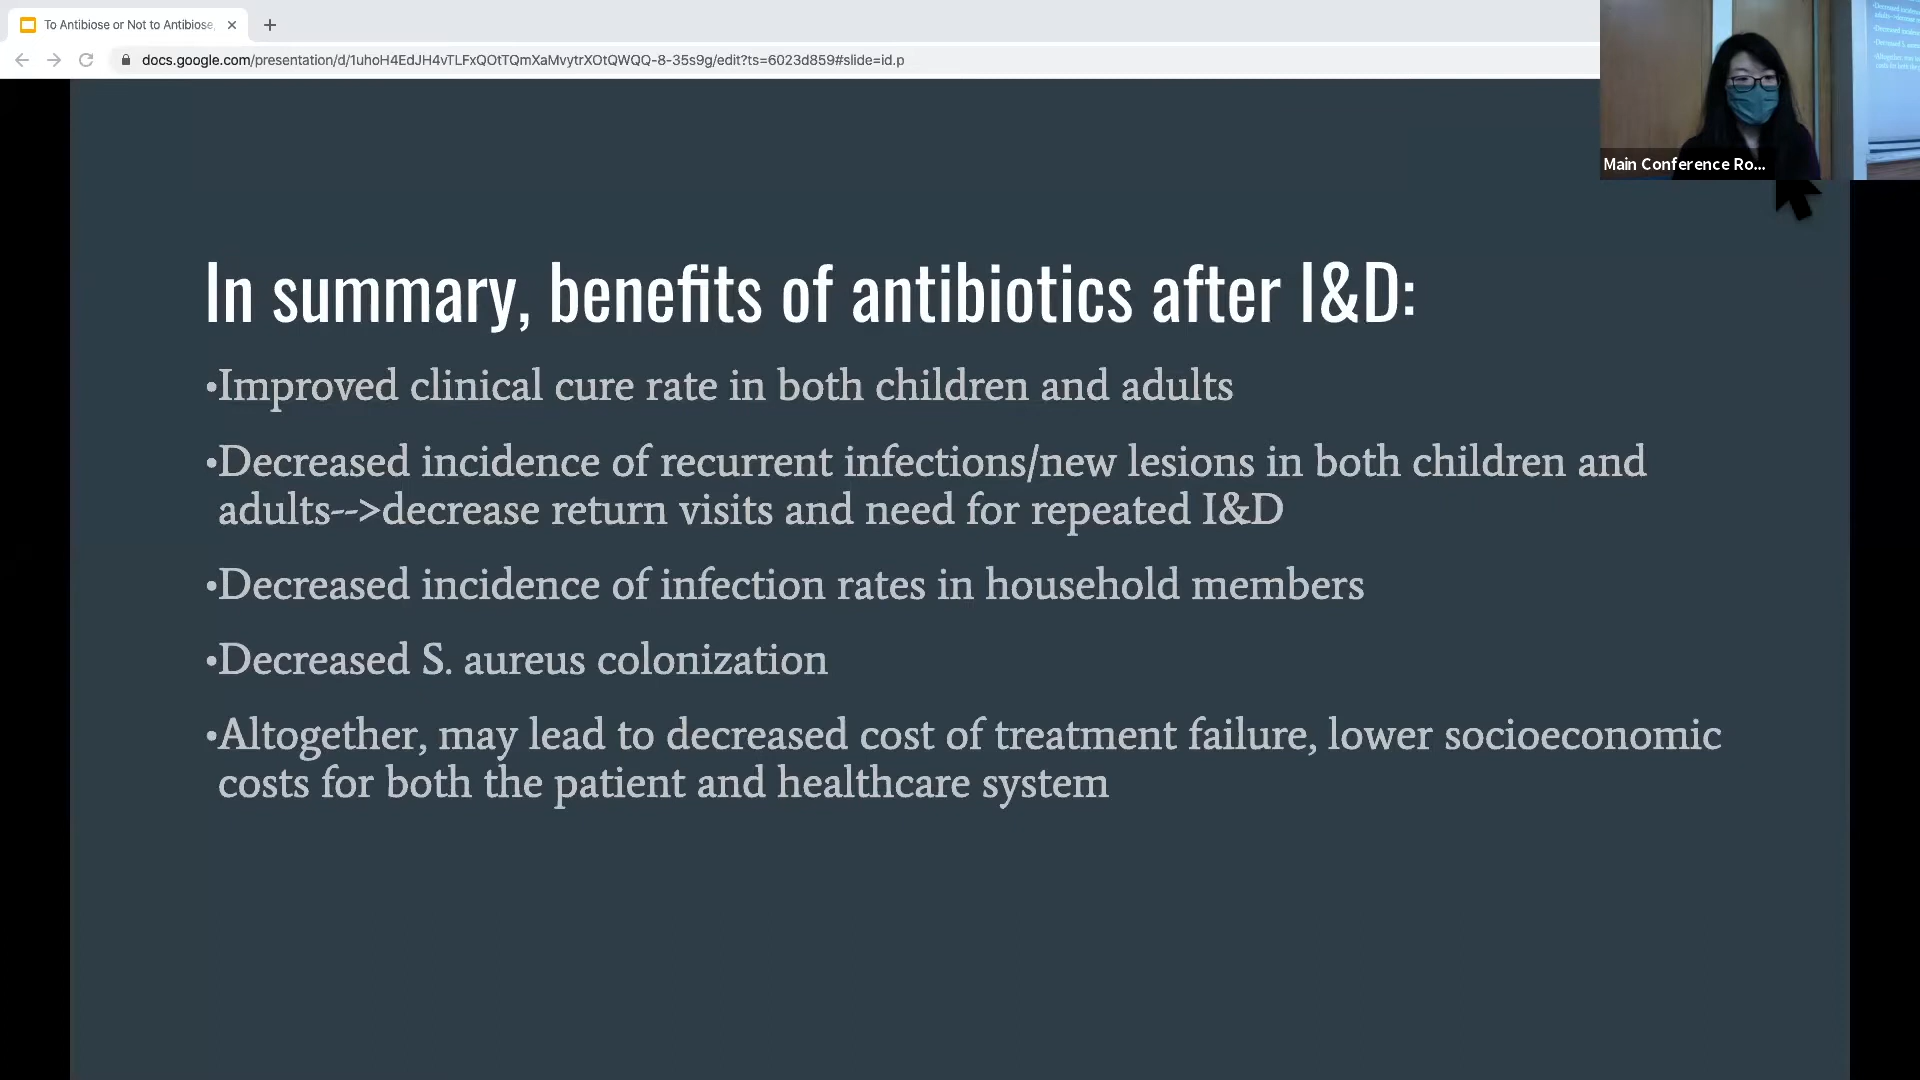 To Antibiose or Not to Antibiose,
docs.google.com/presentation/d/1uhoH4EdJH4vTLFxQOtTQmXaMvytrXOtQWQQ-8-35s9g/edit?ts=6023d859#slide=id.p
Main Conference Ro...
In summary, benefits of antibiotics after I&D:
•Improved clinical cure rate in both children and adults
•Decreased incidence of recurrent infections/new lesions in both children and
adults-->decrease return visits and need for repeated I&D
•Decreased incidence of infection rates in household members
•Decreased S. aureus colonization
•Altogether, may lead to decreased cost of treatment failure, lower socioeconomic
costs for both the patient and healthcare system